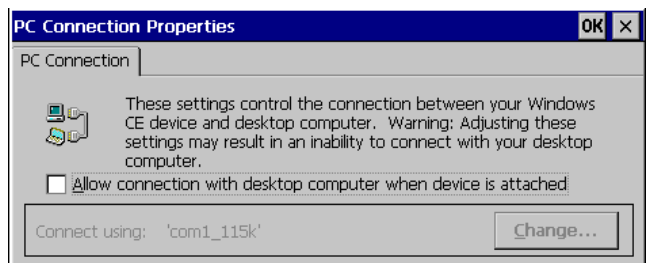 PC Connection Properties OK ×
PC Connection
These settings control the connection between your Windows
CE device and desktop computer. Warning: Adjusting these
settings may result in an inability to connect with your desktop
computer.
Allow connection with desktop computer when device is attached
Connect using: 'com1_115k' Change...